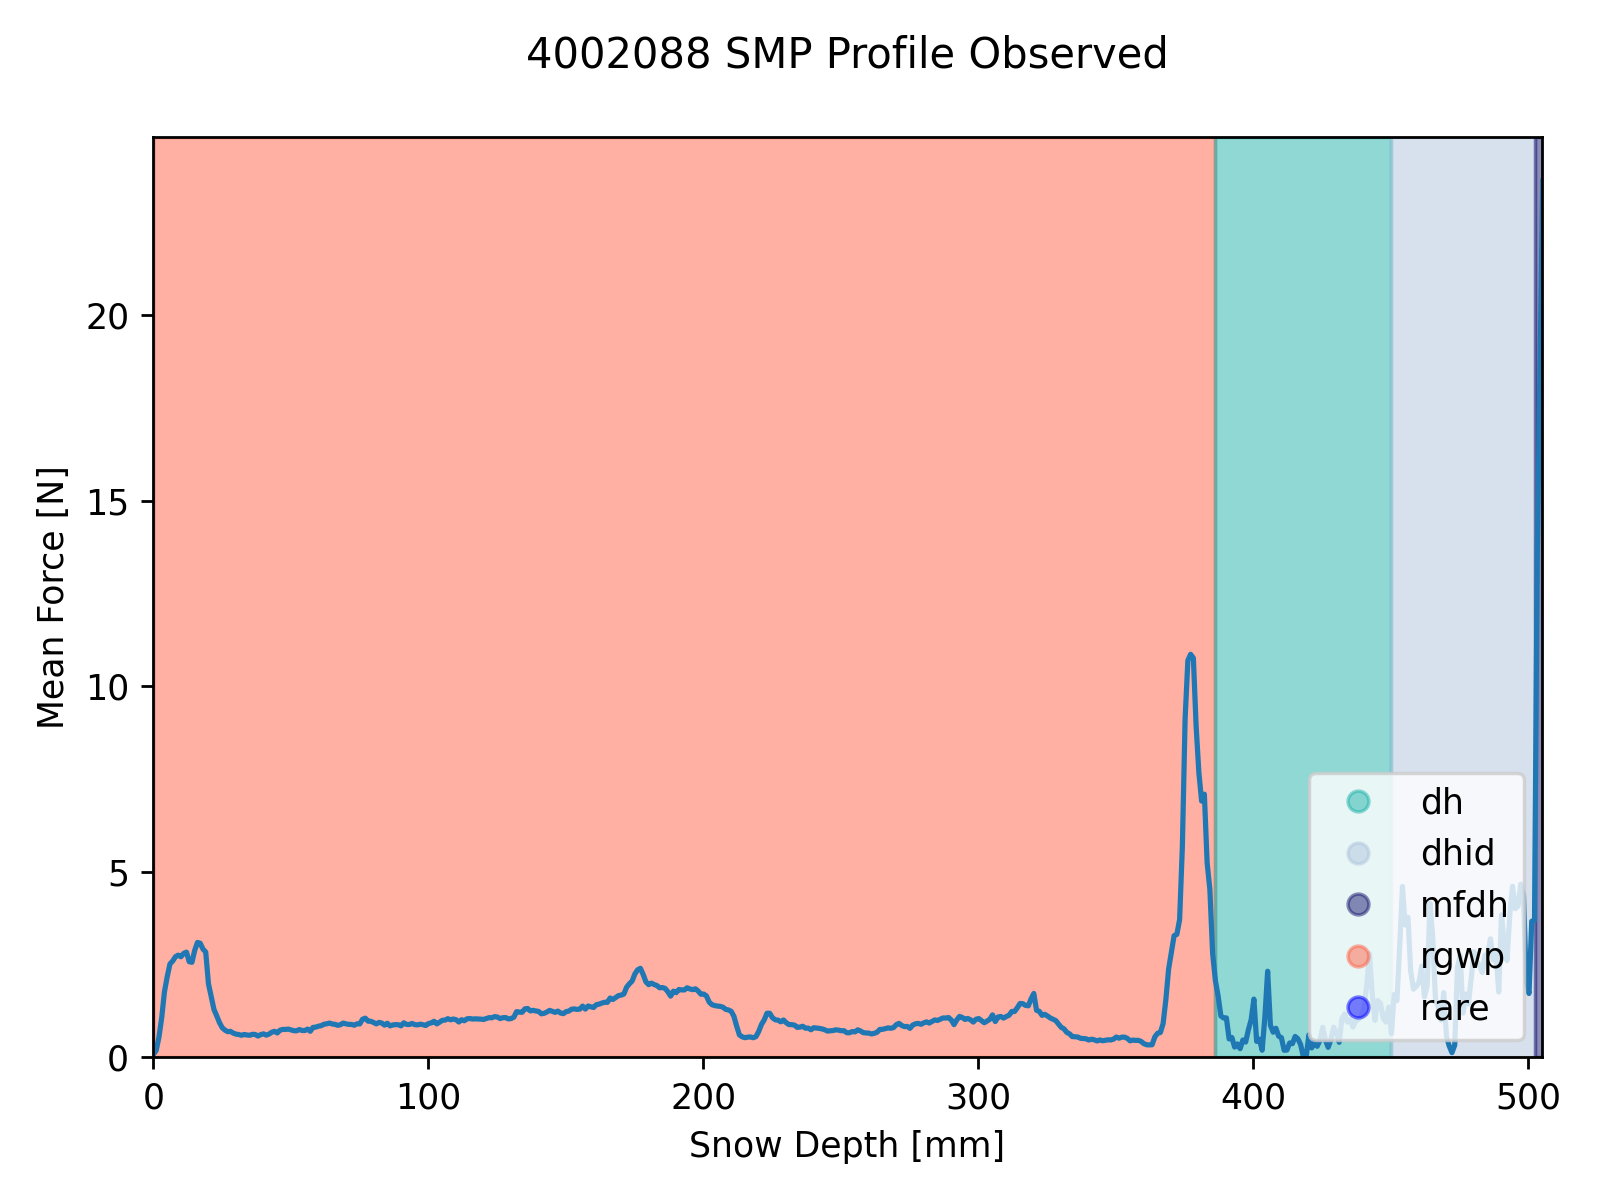 4002088 SMP Profile Observed
Mean Force [N]
20
15
10
5
0
dh
dhid
mfdh
rgwp
rare
0 100 200 300 400 500
Snow Depth [mm]